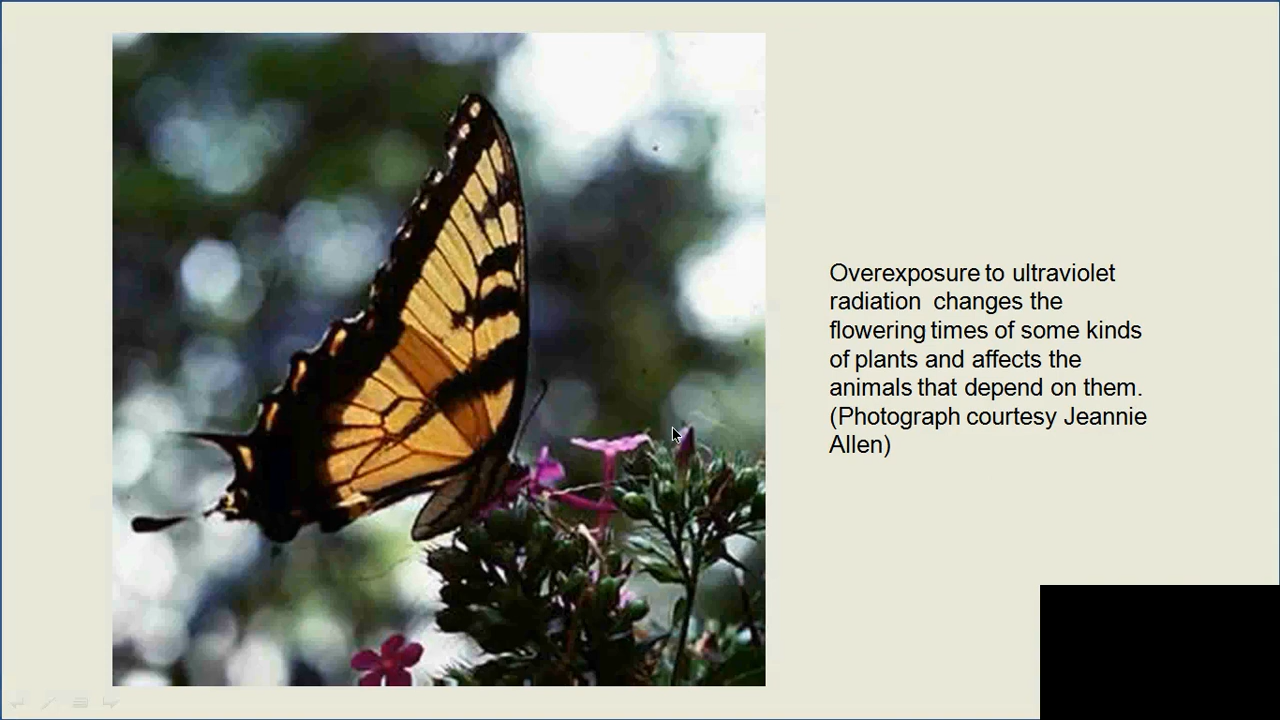 Overexposure to ultraviolet
radiation changes the
flowering times of some kinds
of plants and affects the
animals that depend on them.
(Photograph courtesy Jeannie
Allen)